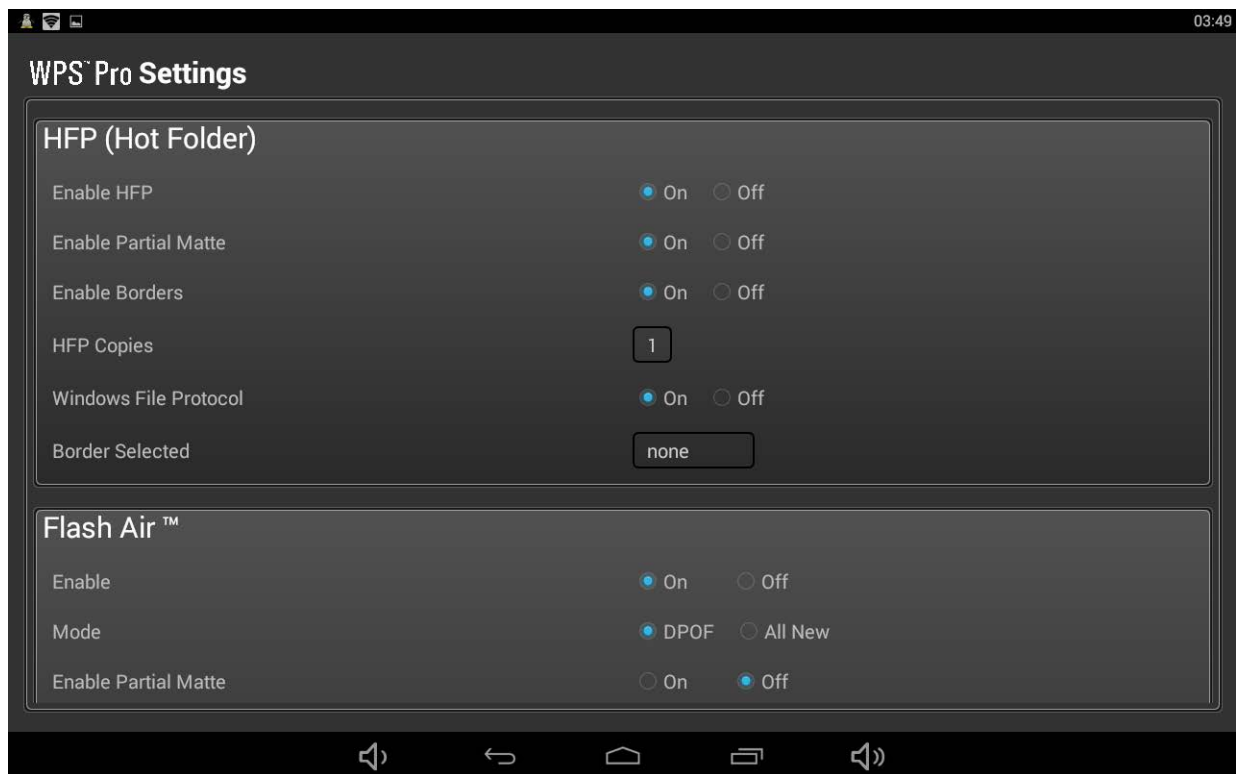 03:49
WPS™ Pro Settings
HFP (Hot Folder)
Enable HFP On Off
Enable Partial Matte On Off
Enable Borders On Off
HFP Copies 1
Windows File Protocol On Off
Border Selected none
Flash Air ™
Enable On Off
Mode DPOF All New
Enable Partial Matte On Off